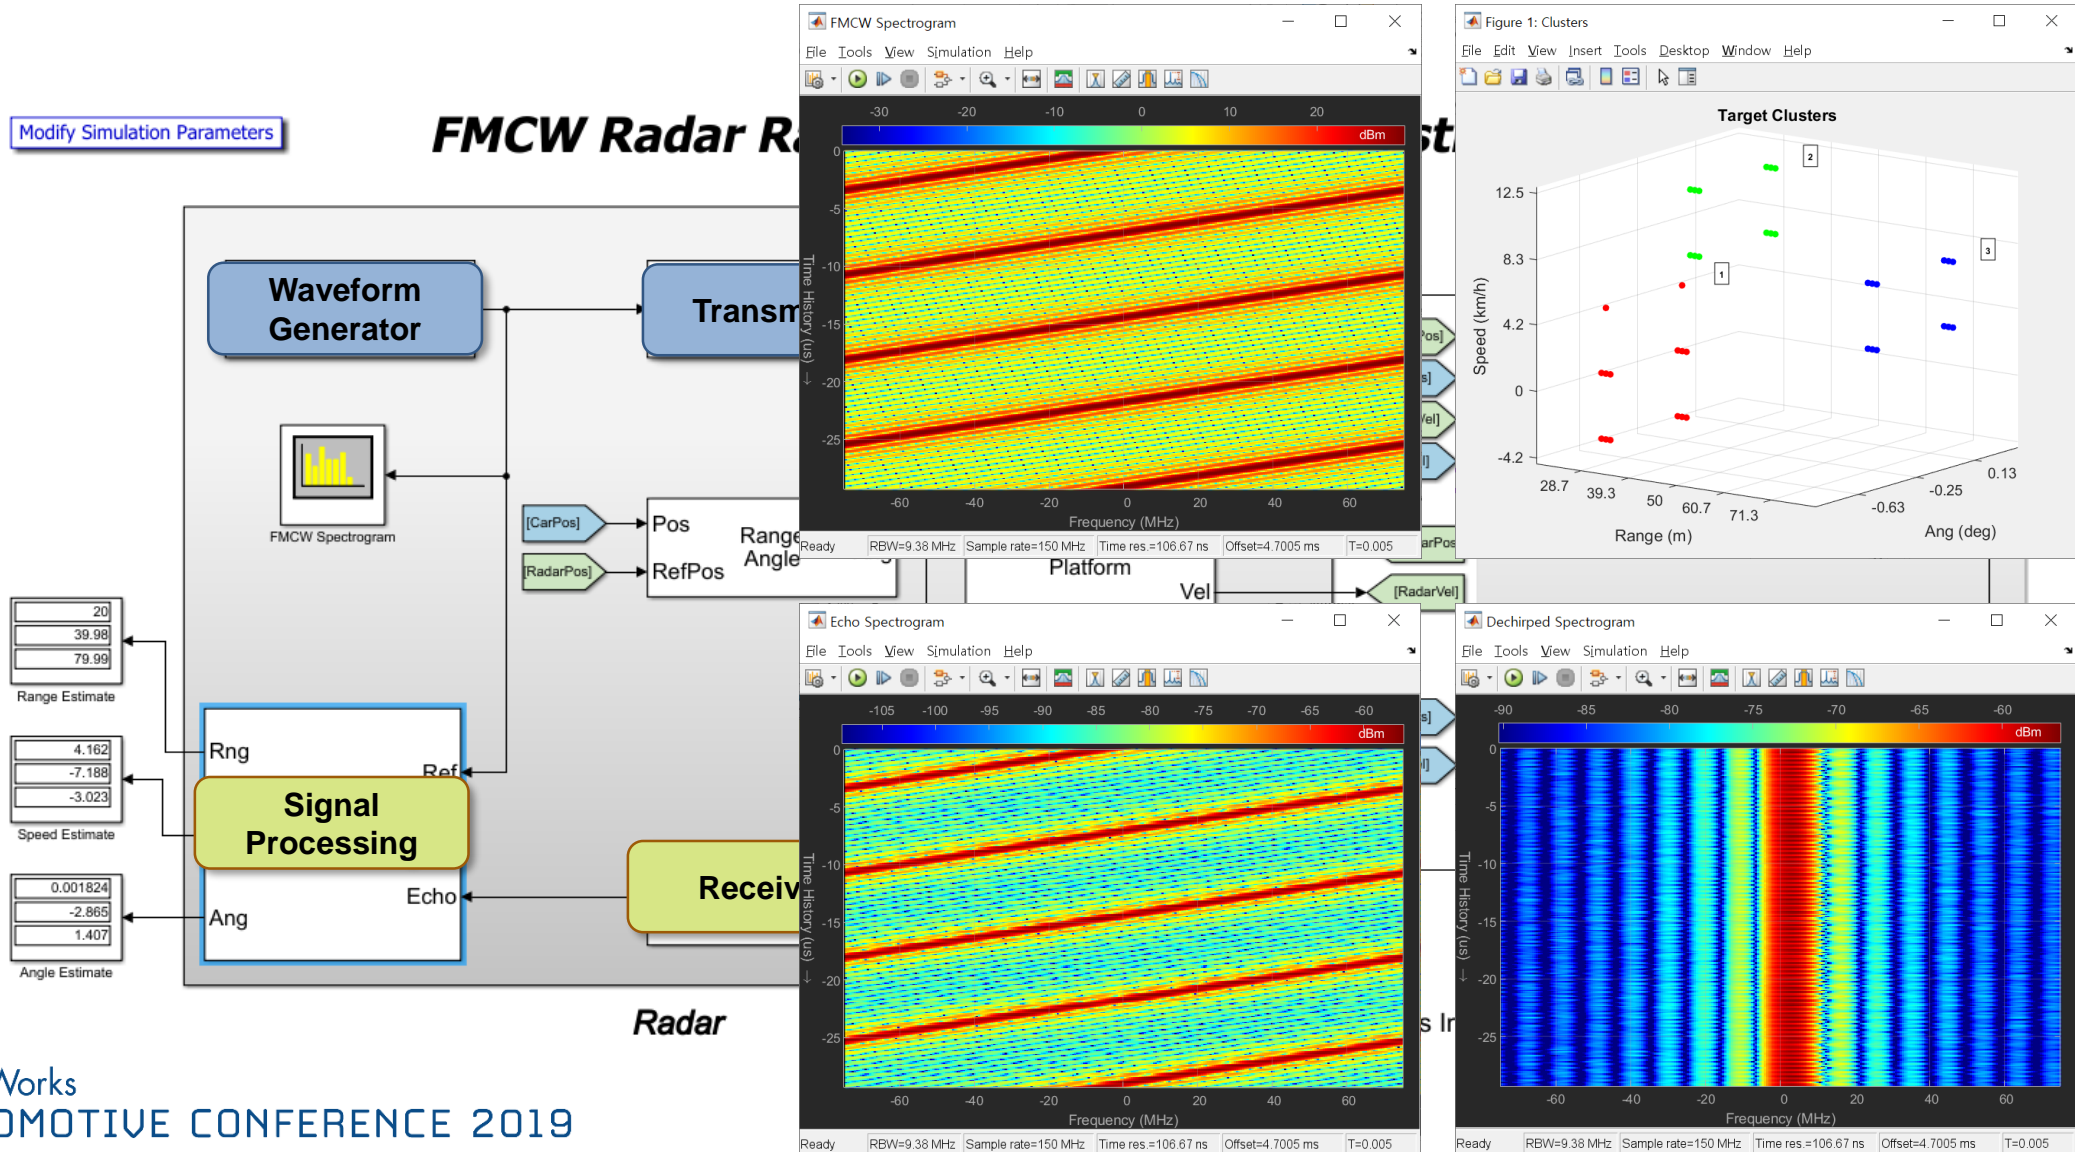 Modify Simulation Parameters
FMCW Radar
Waveform
Generator
FMCW Spectrogram
[CarPos]
[RadarPos]
Pos
RefPos
Range
Angle
20
39.98
79.99
Range Estimate
4.162
-7.188
-3.023
Speed Estimate
0.001824
-2.865
1.407
Angle Estimate
Rng
Ref
Signal
Processing
Echo
Ang
Radar
Works
CONFERENCE 2019
FMCW Spectrogram
File Tools View Simulation Help
-30 -20 -10 0 10 20
dBm
0
-5
-10
-15
-20
-25
Time History (us)
-60 -40 -20 0 20 40 60
Frequency (MHz)
Ready RBW=9.38 MHz Sample rate=150 MHz Time res.=106.67 ns Offset=4.7005 ms T=0.005
Figure 1: Clusters
File Edit View Insert Tools Desktop Window Help
Target Clusters
1
2
3
12.5
8.3
4.2
0
-4.2
Speed (km/h)
28.7 39.3 50 60.7 71.3
Range (m)
-0.63 -0.25 0.13
Ang (deg)
Platform
Vel
[RadarVel]
Echo Spectrogram
File Tools View Simulation Help
-105 -100 -95 -90 -85 -80 -75 -70 -65 -60
dBm
0
-5
-10
-15
-20
-25
Time History (us)
-60 -40 -20 0 20 40 60
Frequency (MHz)
Ready RBW=9.38 MHz Sample rate=150 MHz Time res.=106.67 ns Offset=4.7005 ms T=0.005
Dechirped Spectrogram
File Tools View Simulation Help
-90 -85 -80 -75 -70 -65 -60
dBm
0
-5
-10
-15
-20
-25
Time History (us)
-60 -40 -20 0 20 40 60
Frequency (MHz)
Ready RBW=9.38 MHz Sample rate=150 MHz Time res.=106.67 ns Offset=4.7005 ms T=0.005